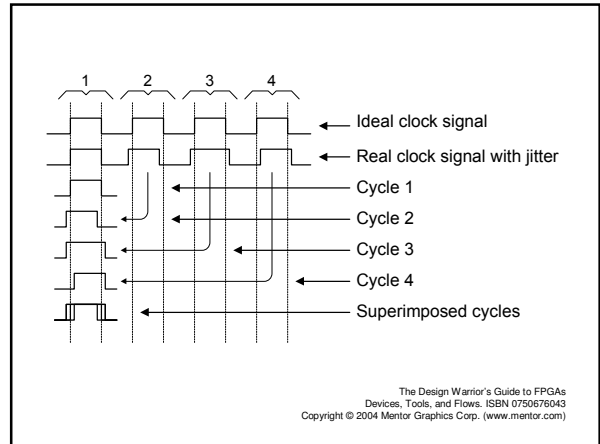 1 2 3 4
Ideal clock signal
Real clock signal with jitter
Cycle 1
Cycle 2
Cycle 3
Cycle 4
Superimposed cycles
The Design Warrior's Guide to FPGAs
Devices, Tools, and Flows. ISBN 0750676043
Copyright © 2004 Mentor Graphics Corp. (www.mentor.com)